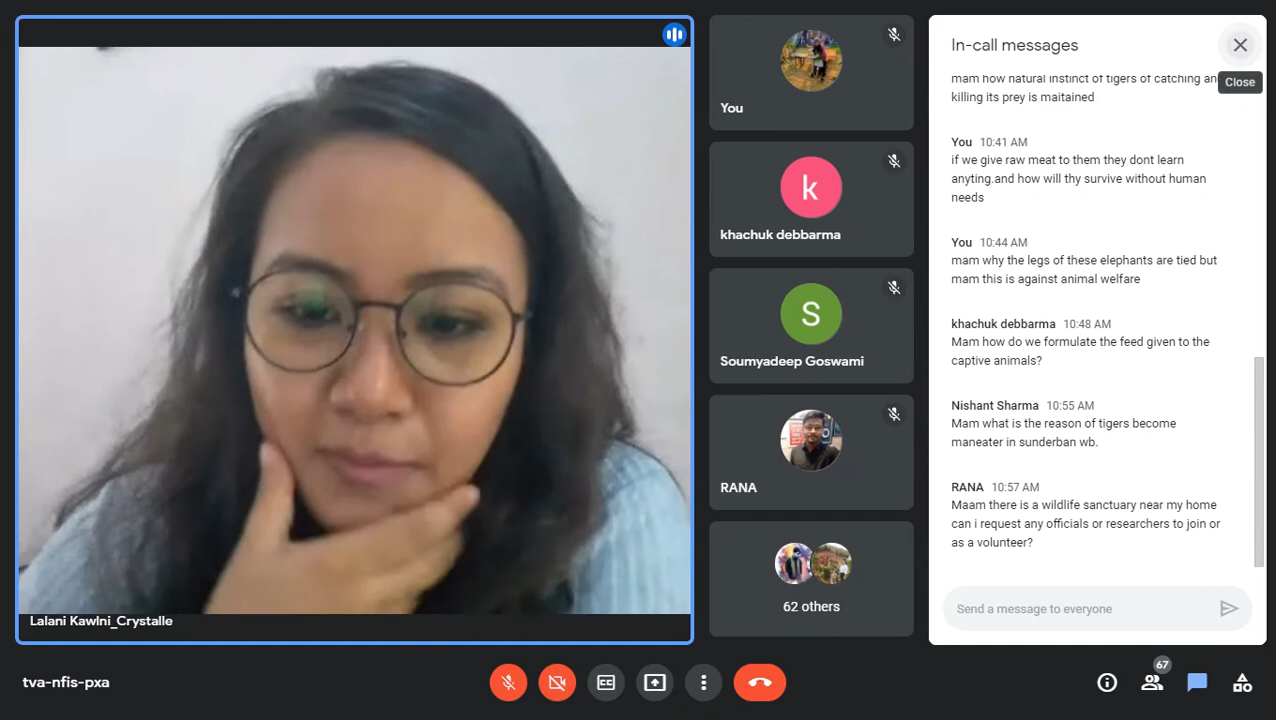 In-call messages
Close
mam how natural instinct of tigers of catching and
killing its prey is maitained
You 10:41 AM
if we give raw meat to them they dont learn
anyting.and how will thy survive without human
needs
You 10:44 AM
mam why the legs of these elephants are tied but
mam this is against animal welfare
khachuk debbarma 10:48 AM
Mam how do we formulate the feed given to the
captive animals?
Nishant Sharma 10:55 AM
Mam what is the reason of tigers become
maneater in sunderban wb.
RANA 10:57 AM
Maam there is a wildlife sanctuary near my home
can i request any officials or researchers to join or
as a volunteer?
Send a message to everyone
You
k
khachuk debbarma
S
Soumyadeep Goswami
RANA
62 others
Lalani Kawlni_Crystalle
tva-nfis-pxa
CC
67